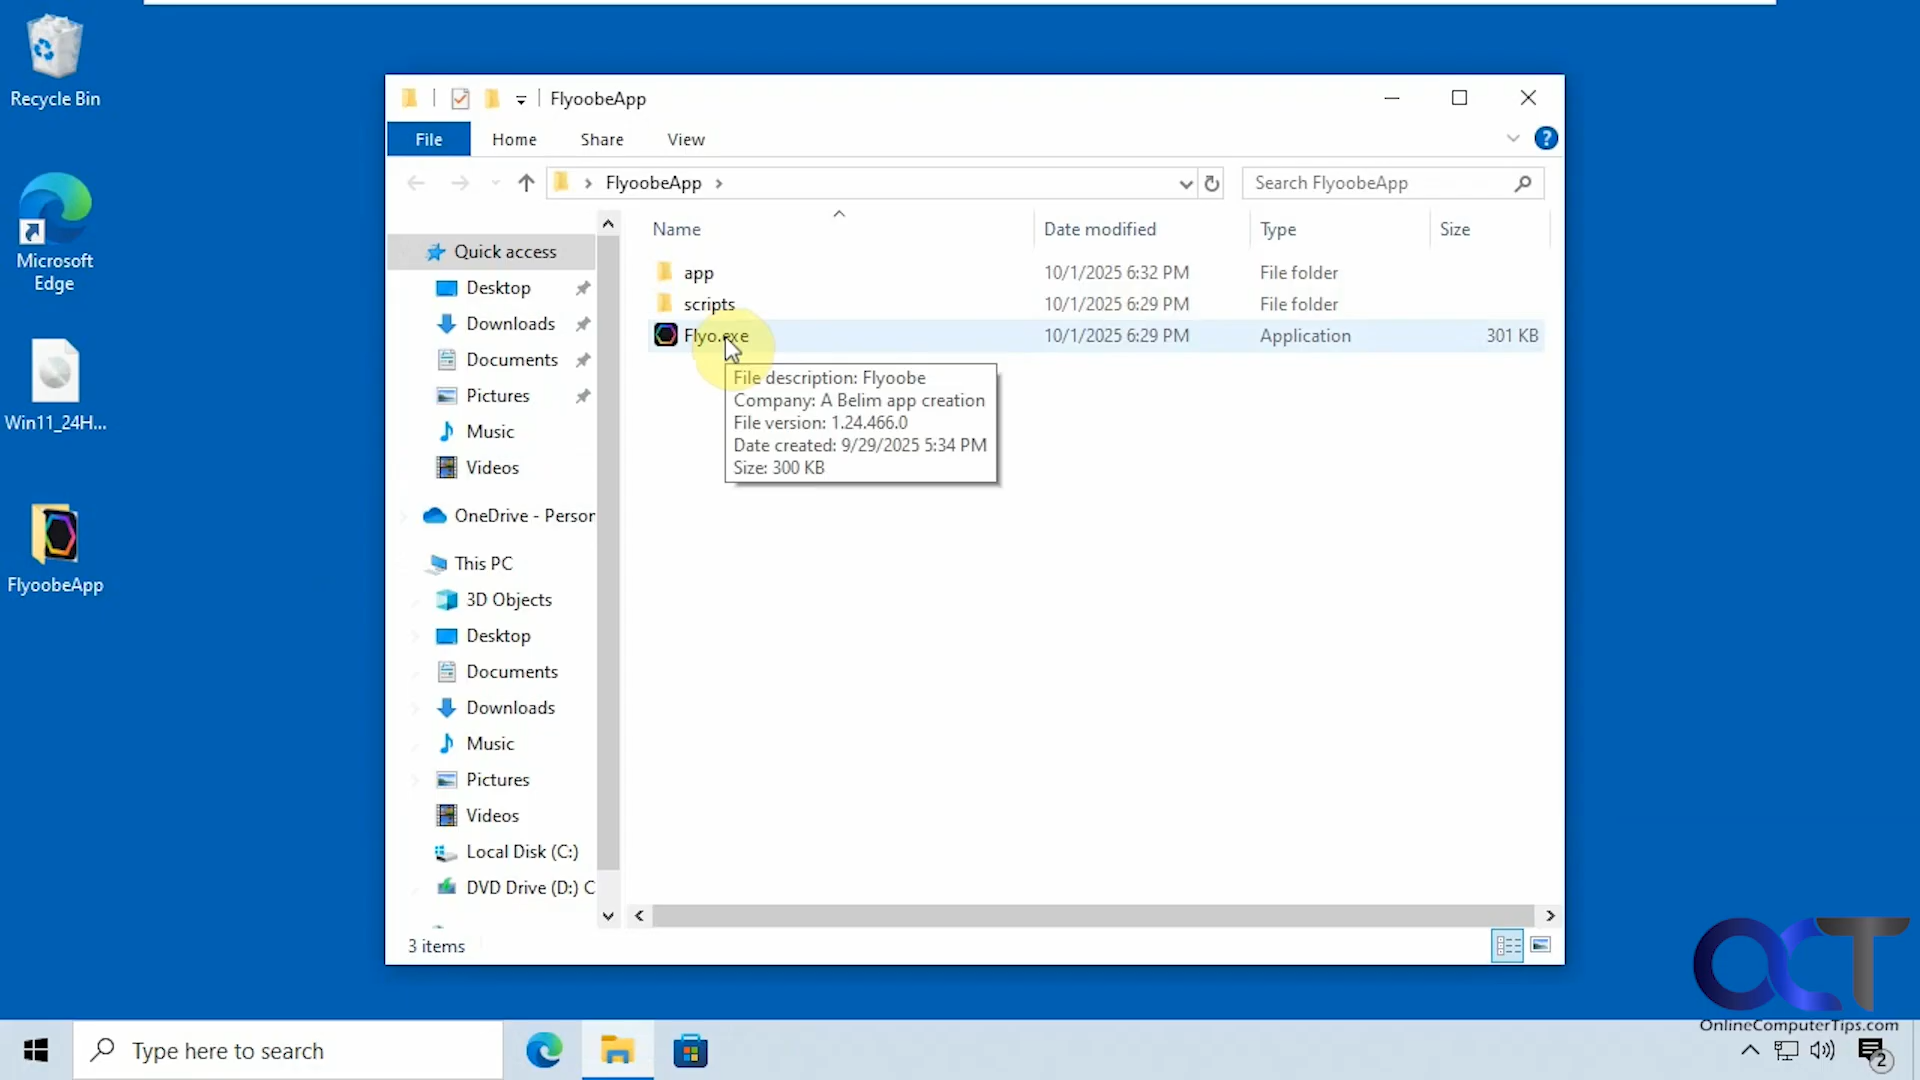 Recycle Bin
Microsoft
Edge
Win11_24H...
FlyoobeApp
FlyoobeApp
File Home Share View
FlyoobeApp
Search FlyoobeApp
Name Date modified Type Size
app 10/1/2025 6:32 PM File folder
scripts 10/1/2025 6:29 PM File folder
Flyo.exe 10/1/2025 6:29 PM Application 301 KB
File description: Flyoobe
Company: A Belim app creation
File version: 1.24.466.0
Date created: 9/29/2025 5:34 PM
Size: 300 KB
Quick access
Desktop
Downloads
Documents
Pictures
Music
Videos
OneDrive - Person
This PC
3D Objects
Desktop
Documents
Downloads
Music
Pictures
Videos
Local Disk (C:)
DVD Drive (D:) C
3 items
OCT
OnlineComputerTips.com
Type here to search
2